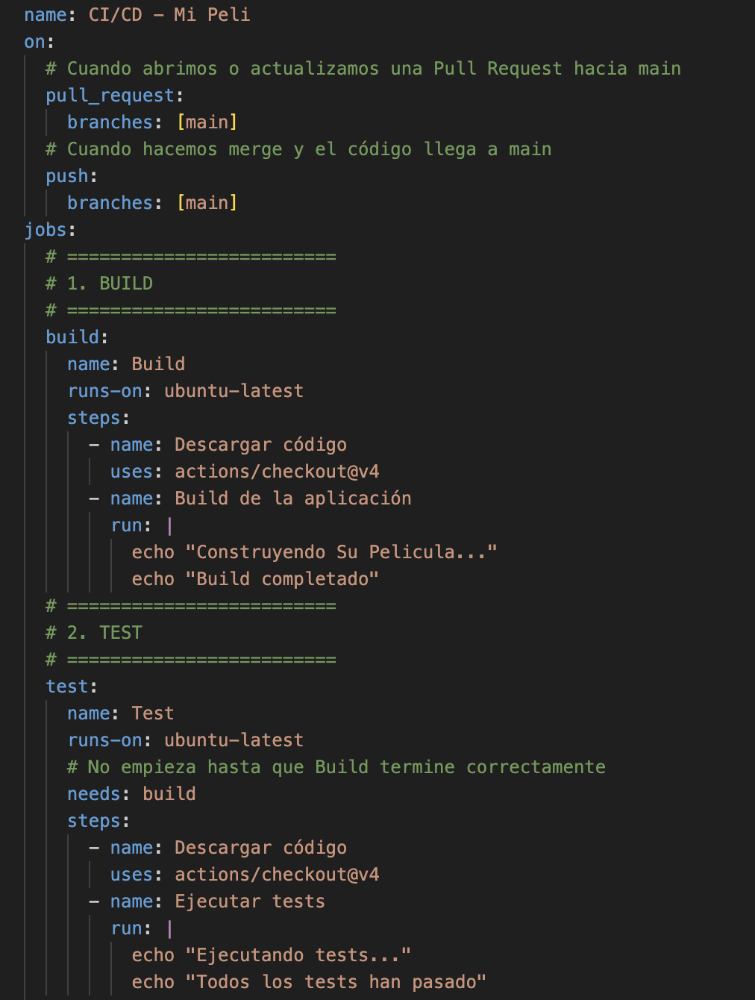 name: CI/CD - Mi Peli
on:
  # Cuando abrimos o actualizamos una Pull Request hacia main
  pull_request:
    branches: [main]
  # Cuando hacemos merge y el código llega a main
  push:
    branches: [main]
jobs:
  # =========================
  # 1. BUILD
  # =========================
  build:
    name: Build
    runs-on: ubuntu-latest
    steps:
      - name: Descargar código
        uses: actions/checkout@v4
      - name: Build de la aplicación
        run: |
          echo "Construyendo Su Pelicula..."
          echo "Build completado"
  # =========================
  # 2. TEST
  # =========================
  test:
    name: Test
    runs-on: ubuntu-latest
    # No empieza hasta que Build termine correctamente
    needs: build
    steps:
      - name: Descargar código
        uses: actions/checkout@v4
      - name: Ejecutar tests
        run: |
          echo "Ejecutando tests..."
          echo "Todos los tests han pasado"